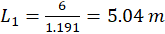 L₁ = 6/1.191 = 5.04 m